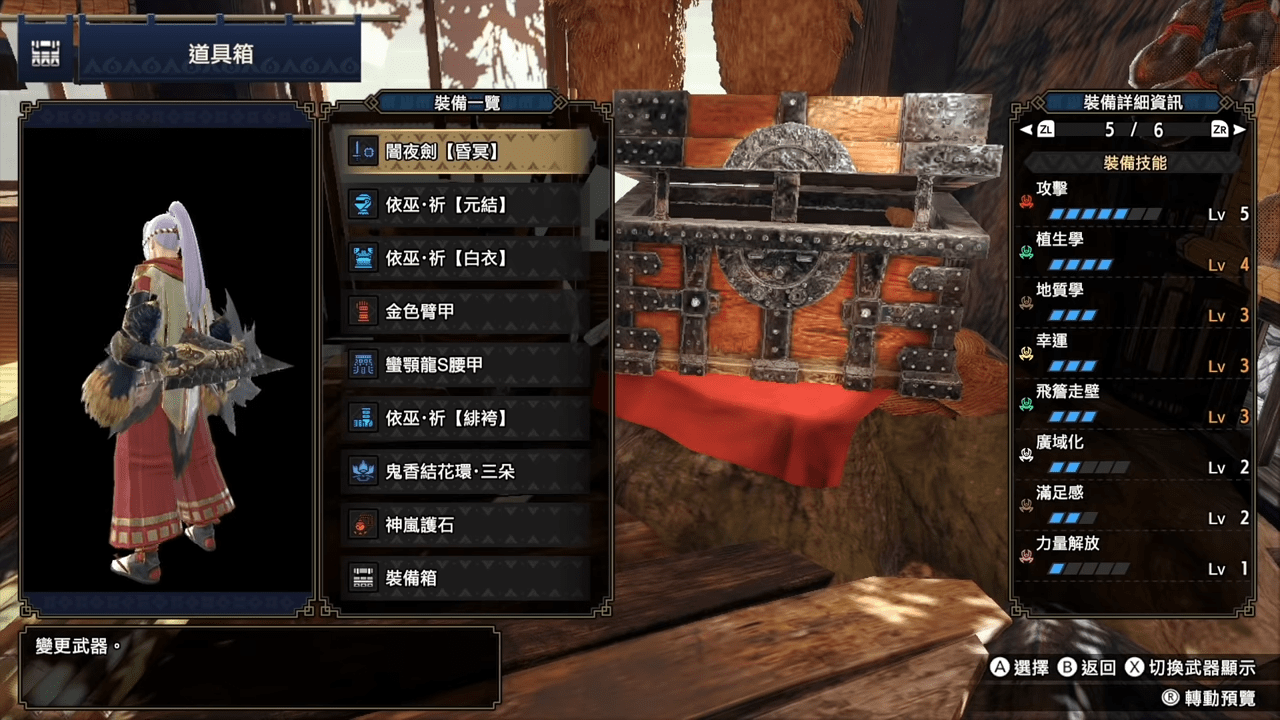 道具箱
裝備一覽
闇夜劍【昏冥】
依巫·祈【元結】
依巫·祈【白衣】
金色臂甲
蠻顎龍S腰甲
依巫·祈【緋袴】
鬼香結花環·三朵
神嵐護石
裝備箱
裝備詳細資訊
ZL 5 / 6 ZR
裝備技能
攻擊
Lv 5
植生學
Lv 4
地質學
Lv 3
幸運
Lv 3
飛簷走壁
Lv 3
廣域化
Lv 2
滿足感
Lv 2
力量解放
Lv 1
變更武器。
A 選擇 B 返回 X 切換武器顯示
R 轉動預覽